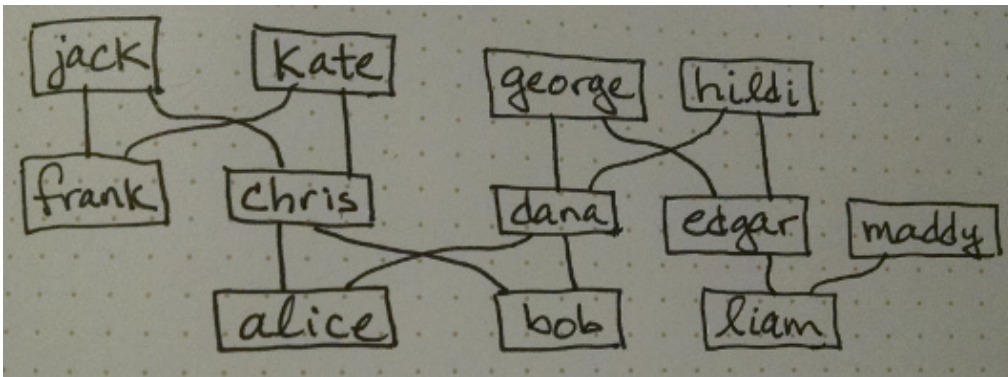 jack Kate george hildi
frank chris dana edgar maddy
alice bob liam